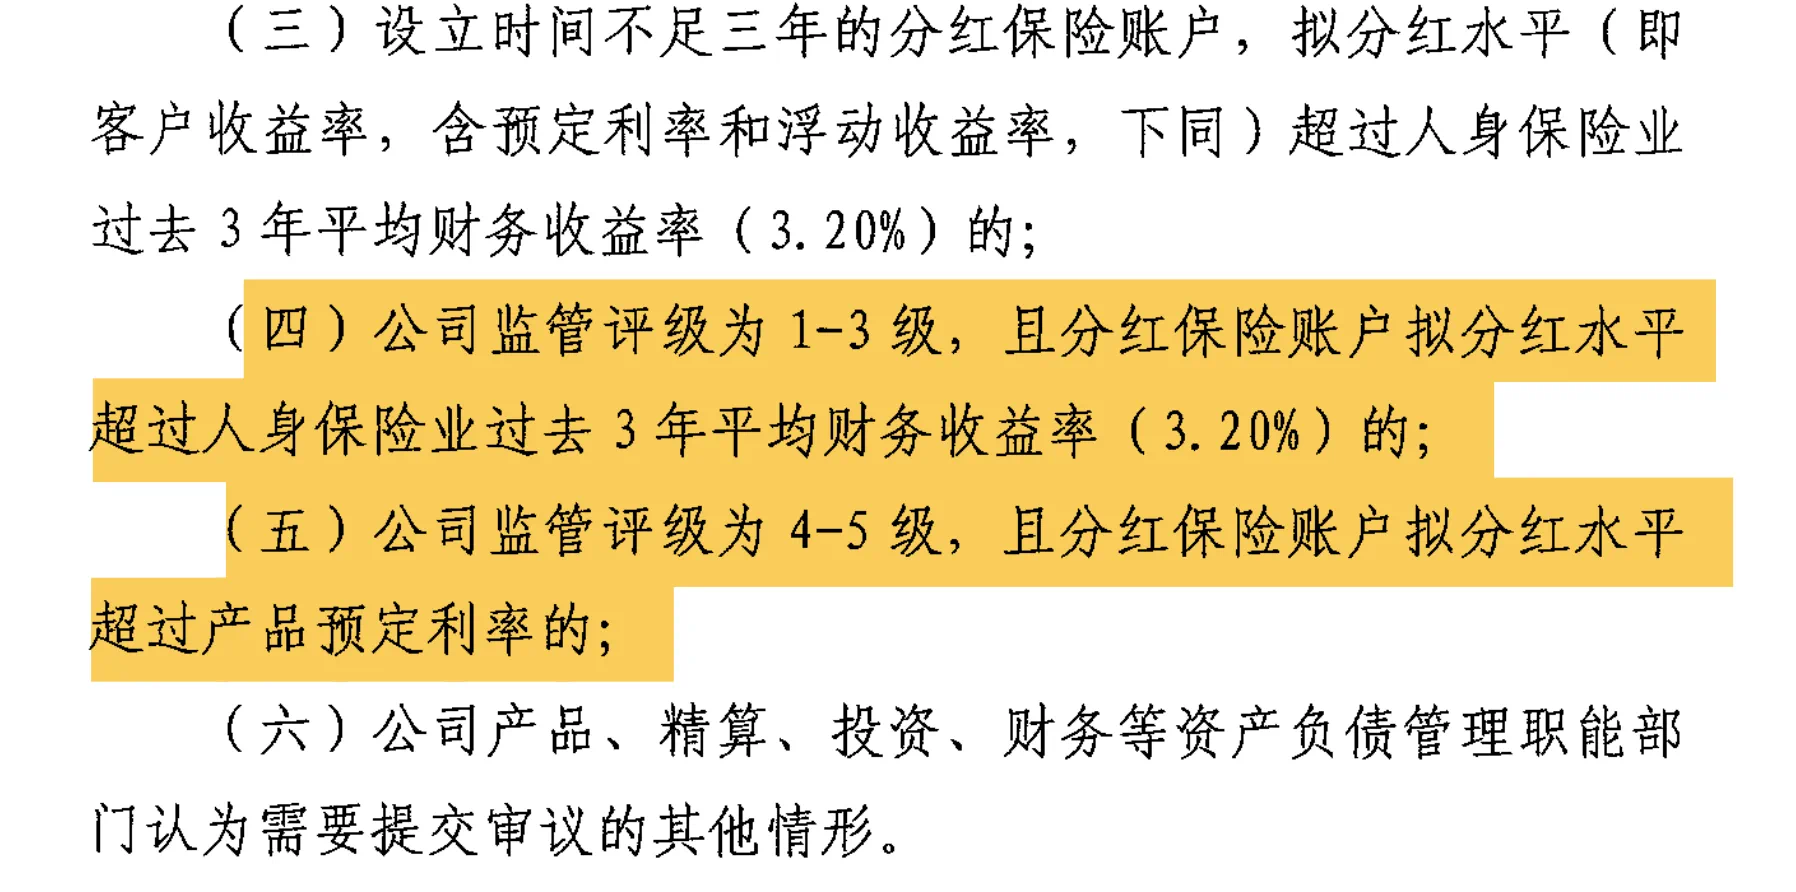 （三）设立时间不足三年的分红保险账户，拟分红水平（即
客户收益率，含预定利率和浮动收益率，下同）超过人身保险业
过去 3 年平均财务收益率（3.20%）的；
（四）公司监管评级为 1-3 级，且分红保险账户拟分红水平
超过人身保险业过去 3 年平均财务收益率（3.20%）的；
（五）公司监管评级为 4-5 级，且分红保险账户拟分红水平
超过产品预定利率的；
（六）公司产品、精算、投资、财务等资产负债管理职能部
门认为需要提交审议的其他情形。